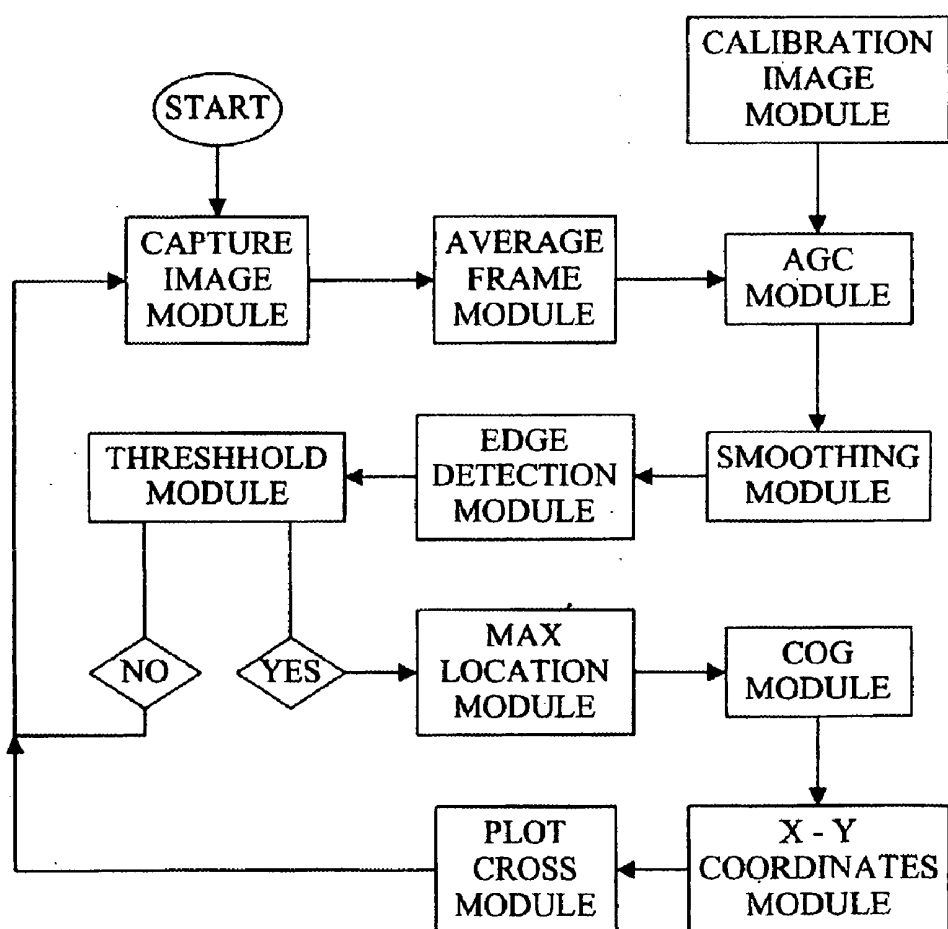 CALIBRATION
IMAGE
MODULE
START
CAPTURE
IMAGE
MODULE
AVERAGE
FRAME
MODULE
AGC
MODULE
SMOOTHING
MODULE
EDGE
DETECTION
MODULE
THRESHHOLD
MODULE
NO
YES
MAX
LOCATION
MODULE
COG
MODULE
X - Y
COORDINATES
MODULE
PLOT
CROSS
MODULE